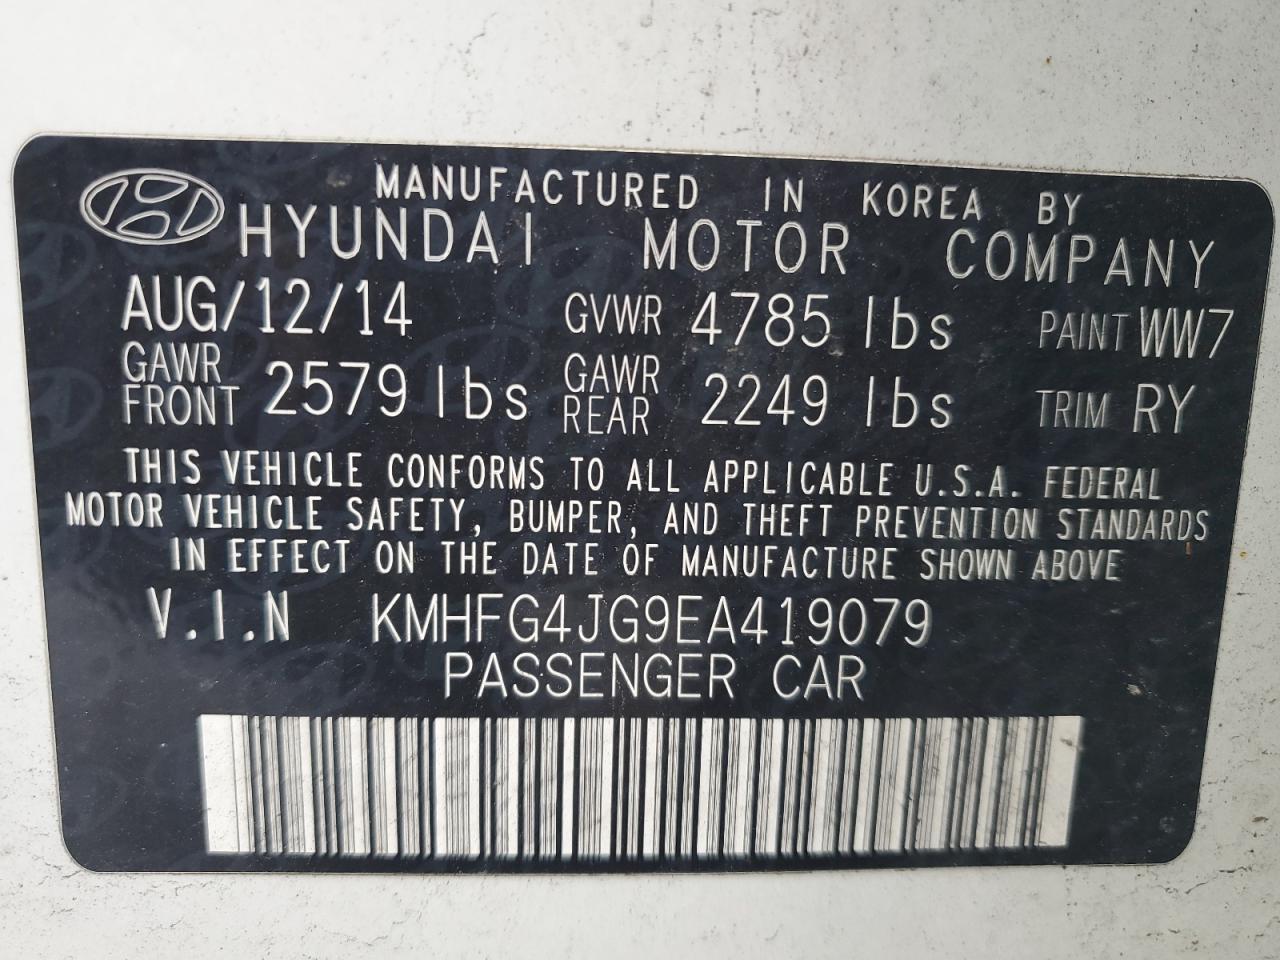 MANUFACTURED IN KOREA BY
HYUNDAI MOTOR COMPANY
AUG/12/14 GVWR 4785 lbs PAINT WW7
GAWR FRONT 2579 lbs GAWR REAR 2249 lbs TRIM RY
THIS VEHICLE CONFORMS TO ALL APPLICABLE U.S.A. FEDERAL
MOTOR VEHICLE SAFETY, BUMPER, AND THEFT PREVENTION STANDARDS
IN EFFECT ON THE DATE OF MANUFACTURE SHOWN ABOVE
V.I.N KMHFG4JG9EA419079
PASSENGER CAR